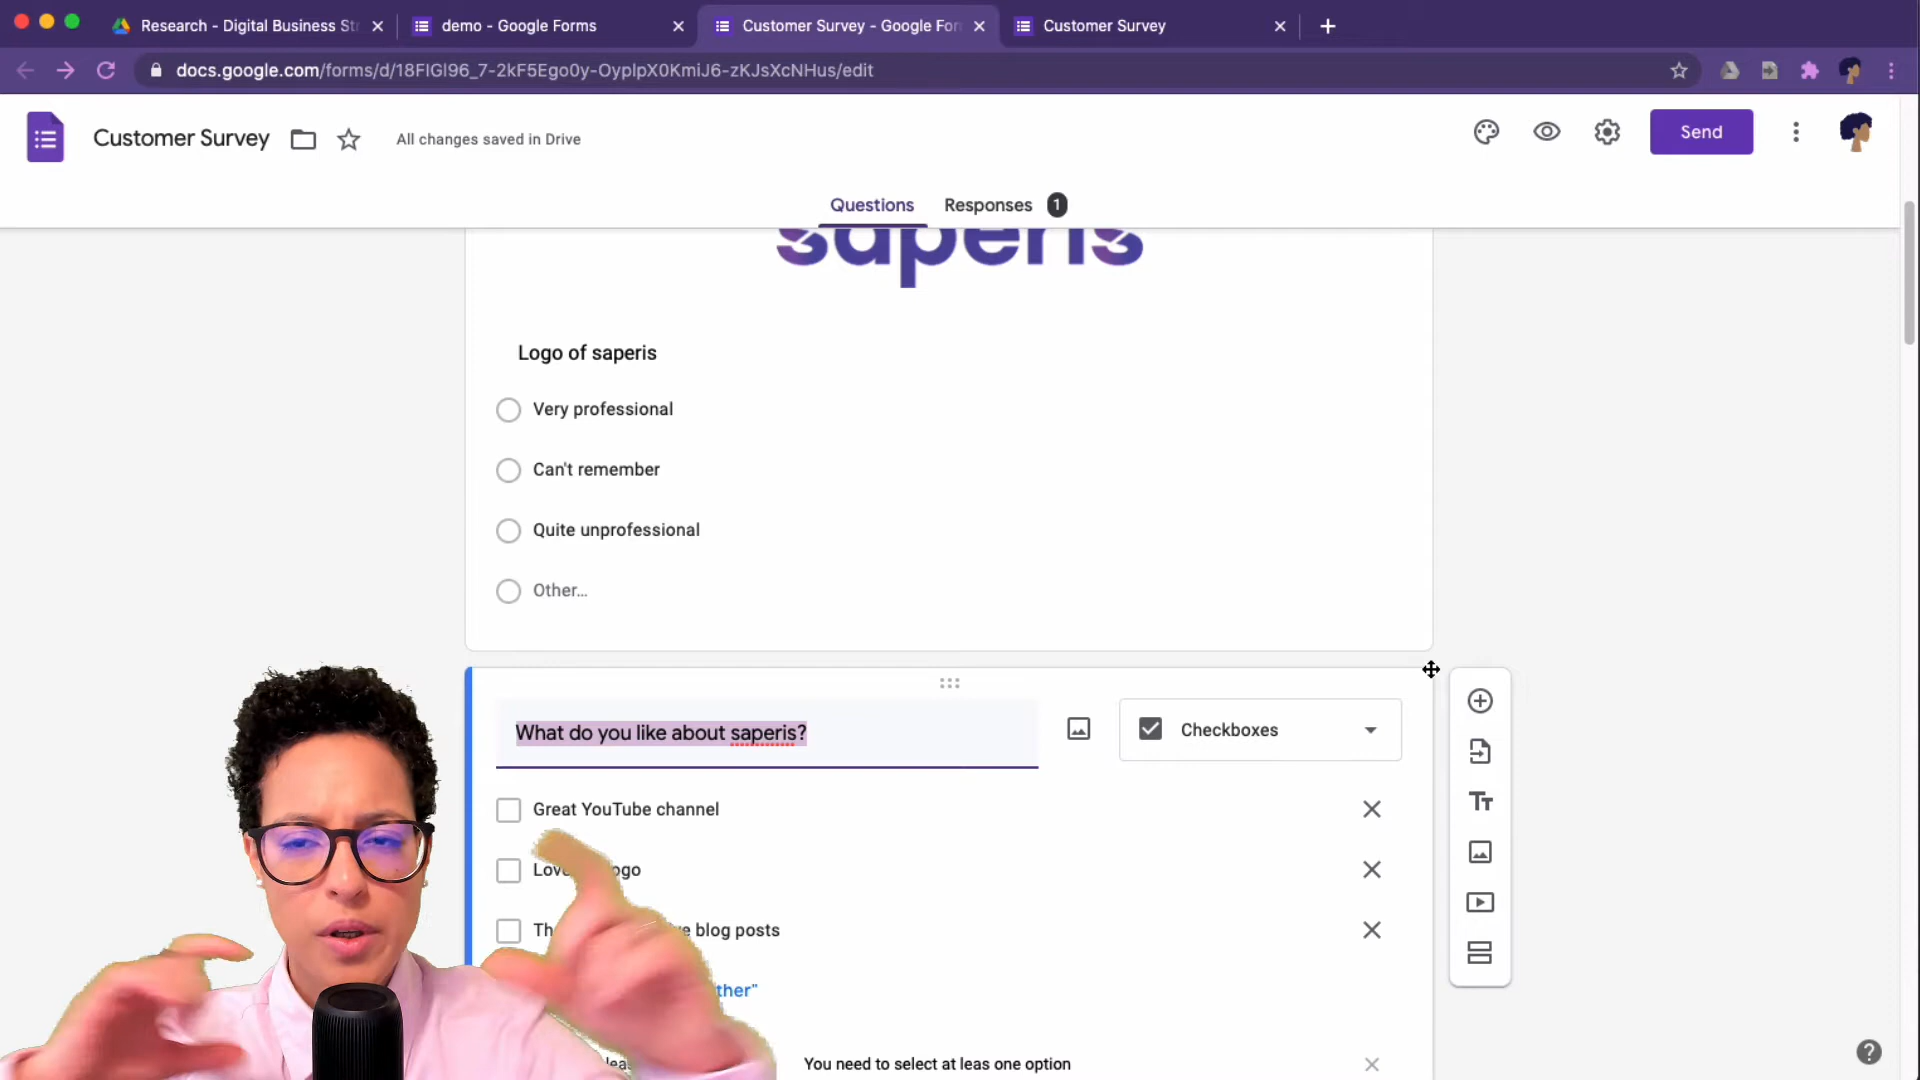 Research - Digital Business St
demo - Google Forms
Customer Survey - Google For
Customer Survey
docs.google.com/forms/d/18FIGI96_7-2kF5Ego0y-OyplpX0KmiJ6-zKJsXcNHus/edit
Customer Survey
All changes saved in Drive
Send
Questions
Responses
1
saperis
Logo of saperis
Very professional
Can't remember
Quite unprofessional
Other...
What do you like about saperis?
Checkboxes
Great YouTube channel
blog posts
You need to select at leas one option